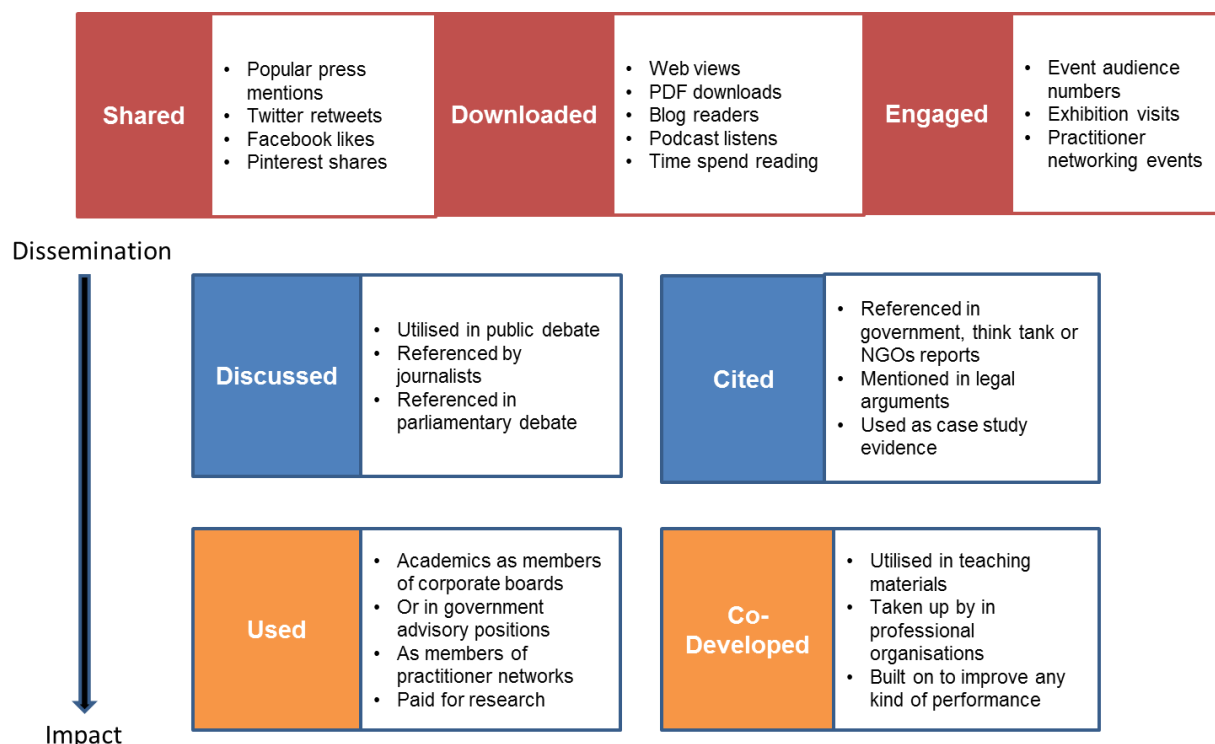 Shared
• Popular press
mentions
• Twitter retweets
• Facebook likes
• Pinterest shares
Downloaded
• Web views
• PDF downloads
• Blog readers
• Podcast listens
• Time spend reading
Engaged
• Event audience
numbers
• Exhibition visits
• Practitioner
networking events
Dissemination
Discussed
• Utilised in public debate
• Referenced by
journalists
• Referenced in
parliamentary debate
Cited
• Referenced in
government, think tank or
NGOs reports
• Mentioned in legal
arguments
• Used as case study
evidence
Used
• Academics as members
of corporate boards
• Or in government
advisory positions
• As members of
practitioner networks
• Paid for research
Co-
Developed
• Utilised in teaching
materials
• Taken up by in
professional
organisations
• Built on to improve any
kind of performance
Impact